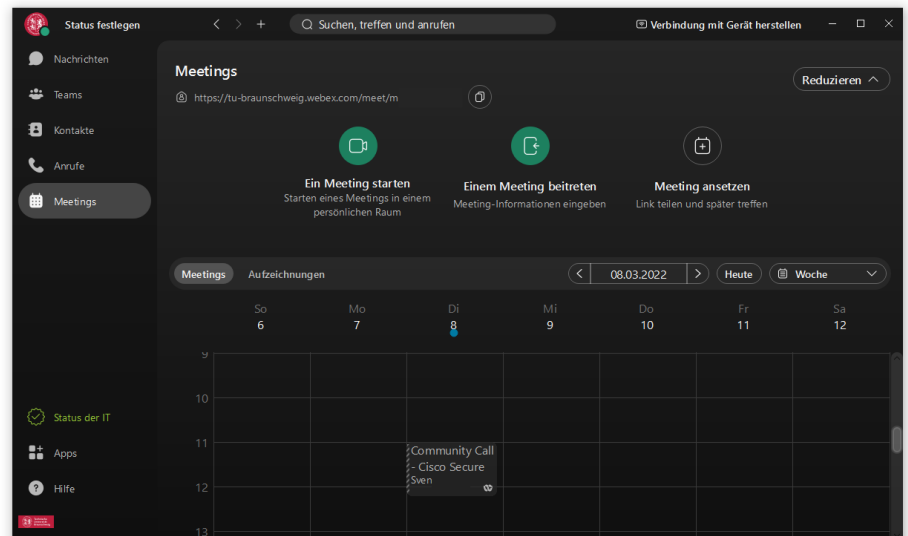 Status festlegen
Suchen, treffen und anrufen
Verbindung mit Gerät herstellen
Nachrichten
Teams
Kontakte
Anrufe
Meetings
Status der IT
Apps
Hilfe
Meetings
Reduzieren
https://tu-braunschweig.webex.com/meet/m
Ein Meeting starten
Starten eines Meetings in einem
persönlichen Raum
Einem Meeting beitreten
Meeting-Informationen eingeben
Meeting ansetzen
Link teilen und später treffen
Meetings Aufzeichnungen
08.03.2022
Heute
Woche
So Mo Di Mi Do Fr Sa
6 7 8 9 10 11 12
9
10
11
Community Call
- Cisco Secure
Sven
12
13